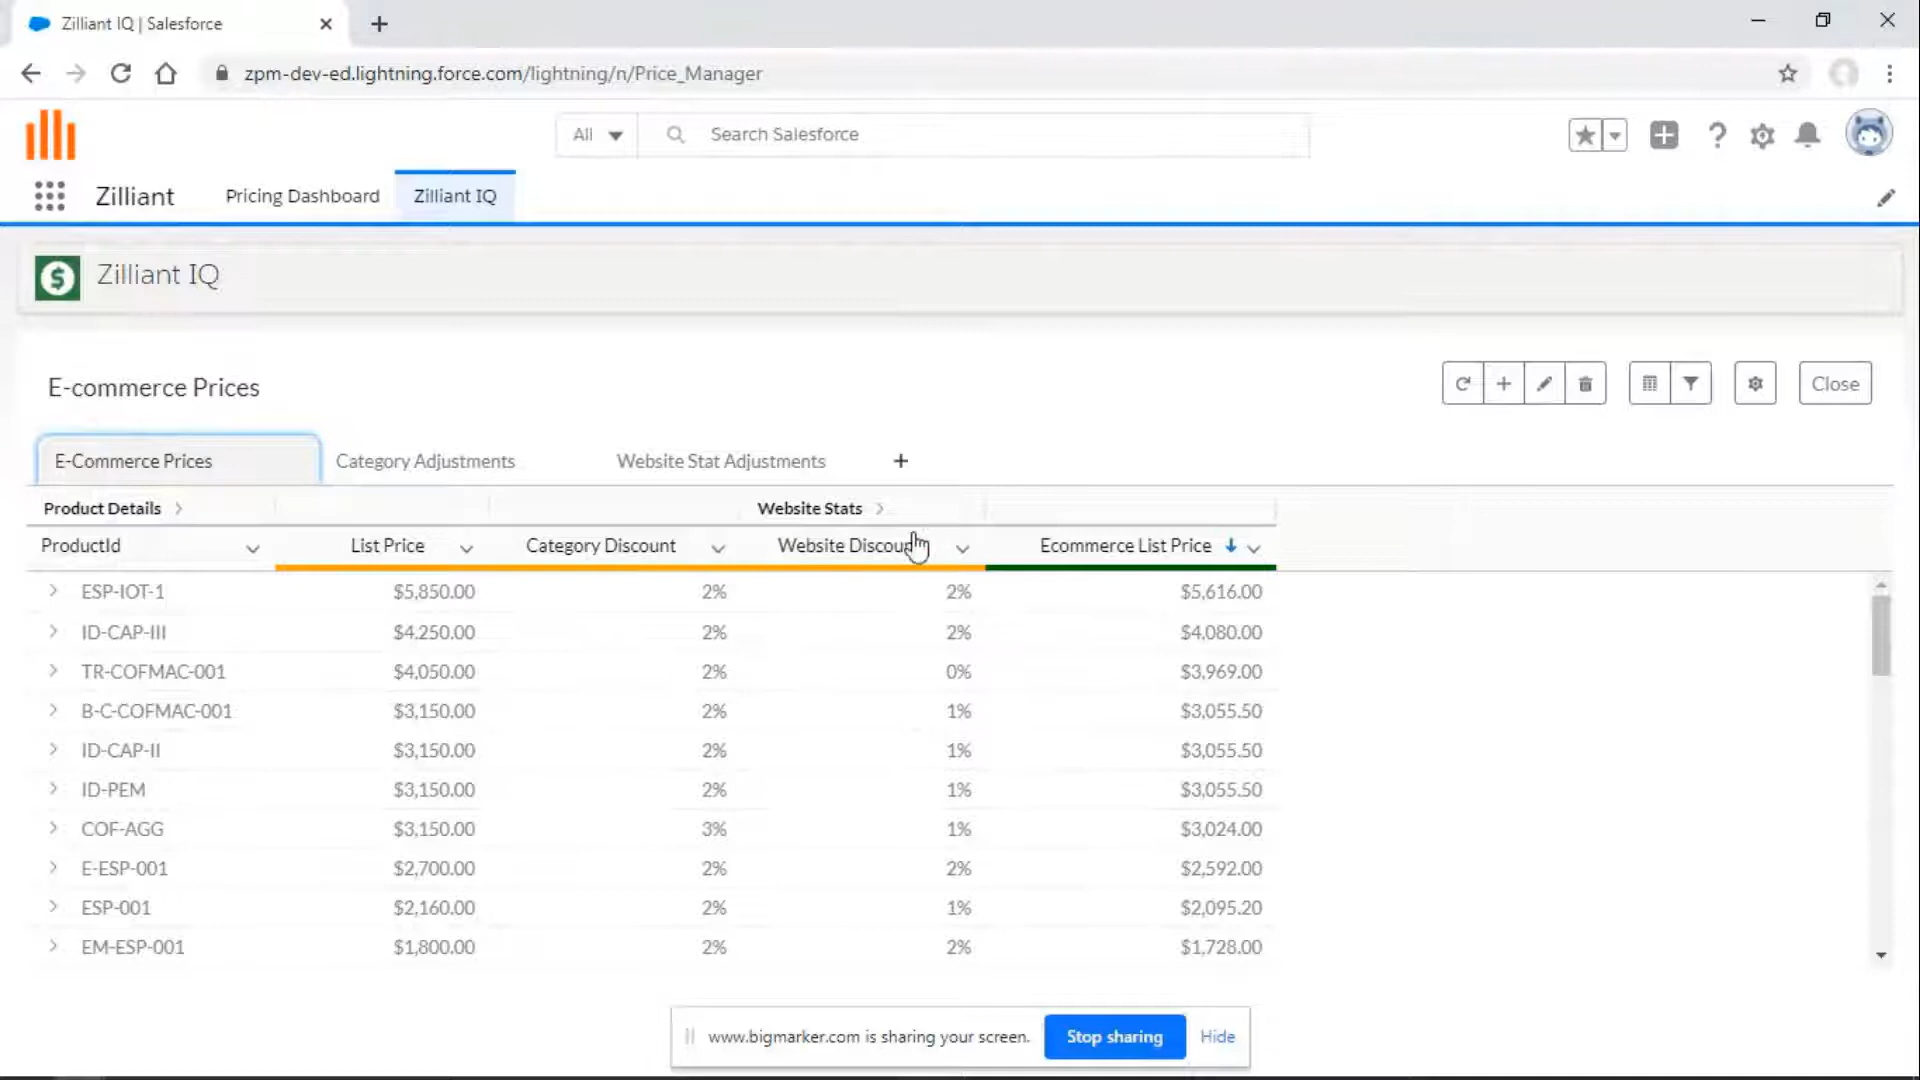 Zilliant IQ | Salesforce
zpm-dev-ed.lightning.force.com/lightning/n/Price_Manager
All
Search Salesforce
Zilliant
Pricing Dashboard
Zilliant IQ
Zilliant IQ
E-commerce Prices
Close
E-Commerce Prices
Category Adjustments
Website Stat Adjustments
Product Details
Website Stats
ProductId List Price Category Discount Website Discount Ecommerce List Price
ESP-IOT-1 $5,850.00 2% 2% $5,616.00
ID-CAP-III $4,250.00 2% 2% $4,080.00
TR-COFMAC-001 $4,050.00 2% 0% $3,969.00
B-C-COFMAC-001 $3,150.00 2% 1% $3,055.50
ID-CAP-II $3,150.00 2% 1% $3,055.50
ID-PEM $3,150.00 2% 1% $3,055.50
COF-AGG $3,150.00 3% 1% $3,024.00
E-ESP-001 $2,700.00 2% 2% $2,592.00
ESP-001 $2,160.00 2% 1% $2,095.20
EM-ESP-001 $1,800.00 2% 2% $1,728.00
www.bigmarker.com is sharing your screen. Stop sharing Hide